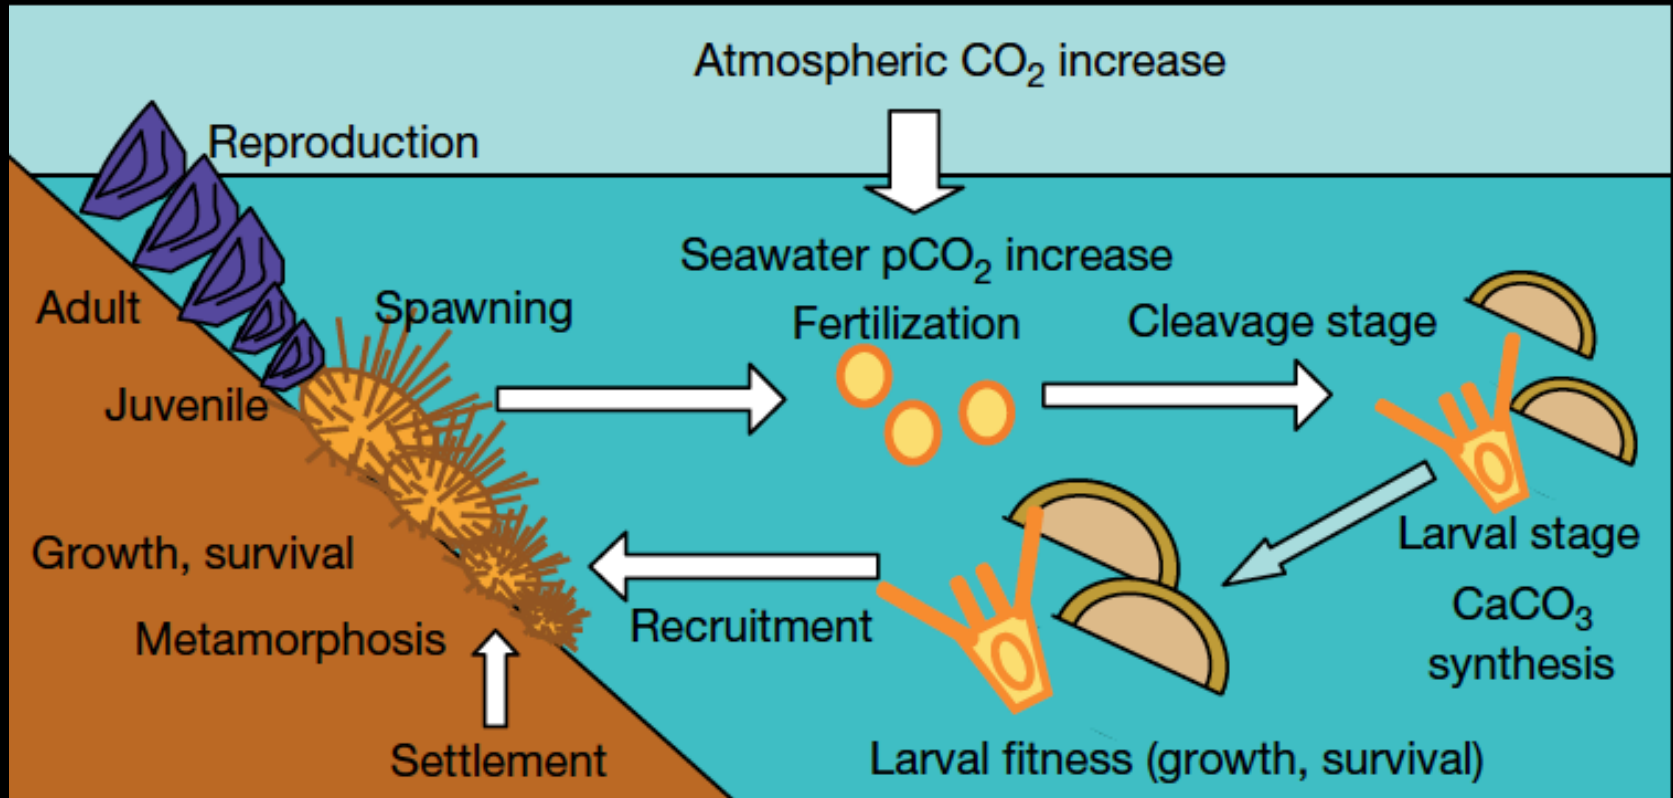 Atmospheric CO₂ increase
Reproduction
Seawater pCO₂ increase
Adult
Spawning
Fertilization
Cleavage stage
Juvenile
Growth, survival
Larval stage
CaCO₃
synthesis
Metamorphosis
Recruitment
Settlement
Larval fitness (growth, survival)